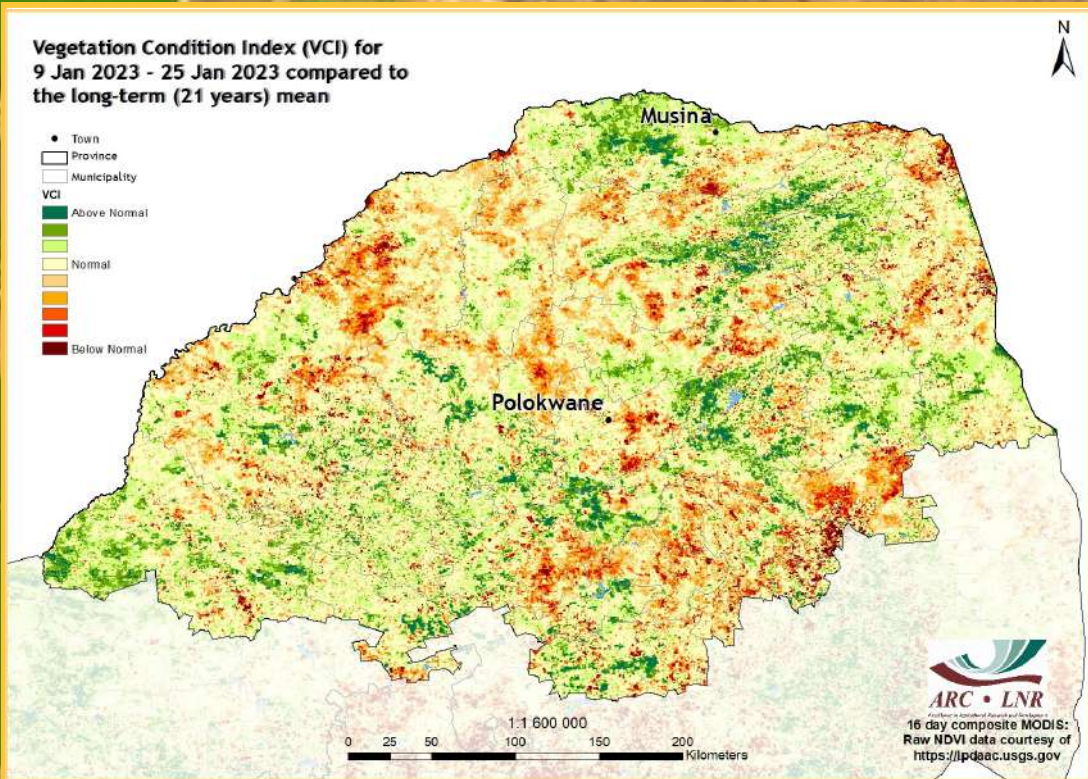 Vegetation Condition Index (VCI) for
9 Jan 2023 - 25 Jan 2023 compared to
the long-term (21 years) mean
N
Town
Province
Municipality
VCI
Above Normal
Normal
Below Normal
Musina
Polokwane
1:1 600 000
0 25 50 100 150 200
Kilometers
ARC • LNR
16 day composite MODIS:
Raw NDVI data courtesy of
https://lpdaac.usgs.gov